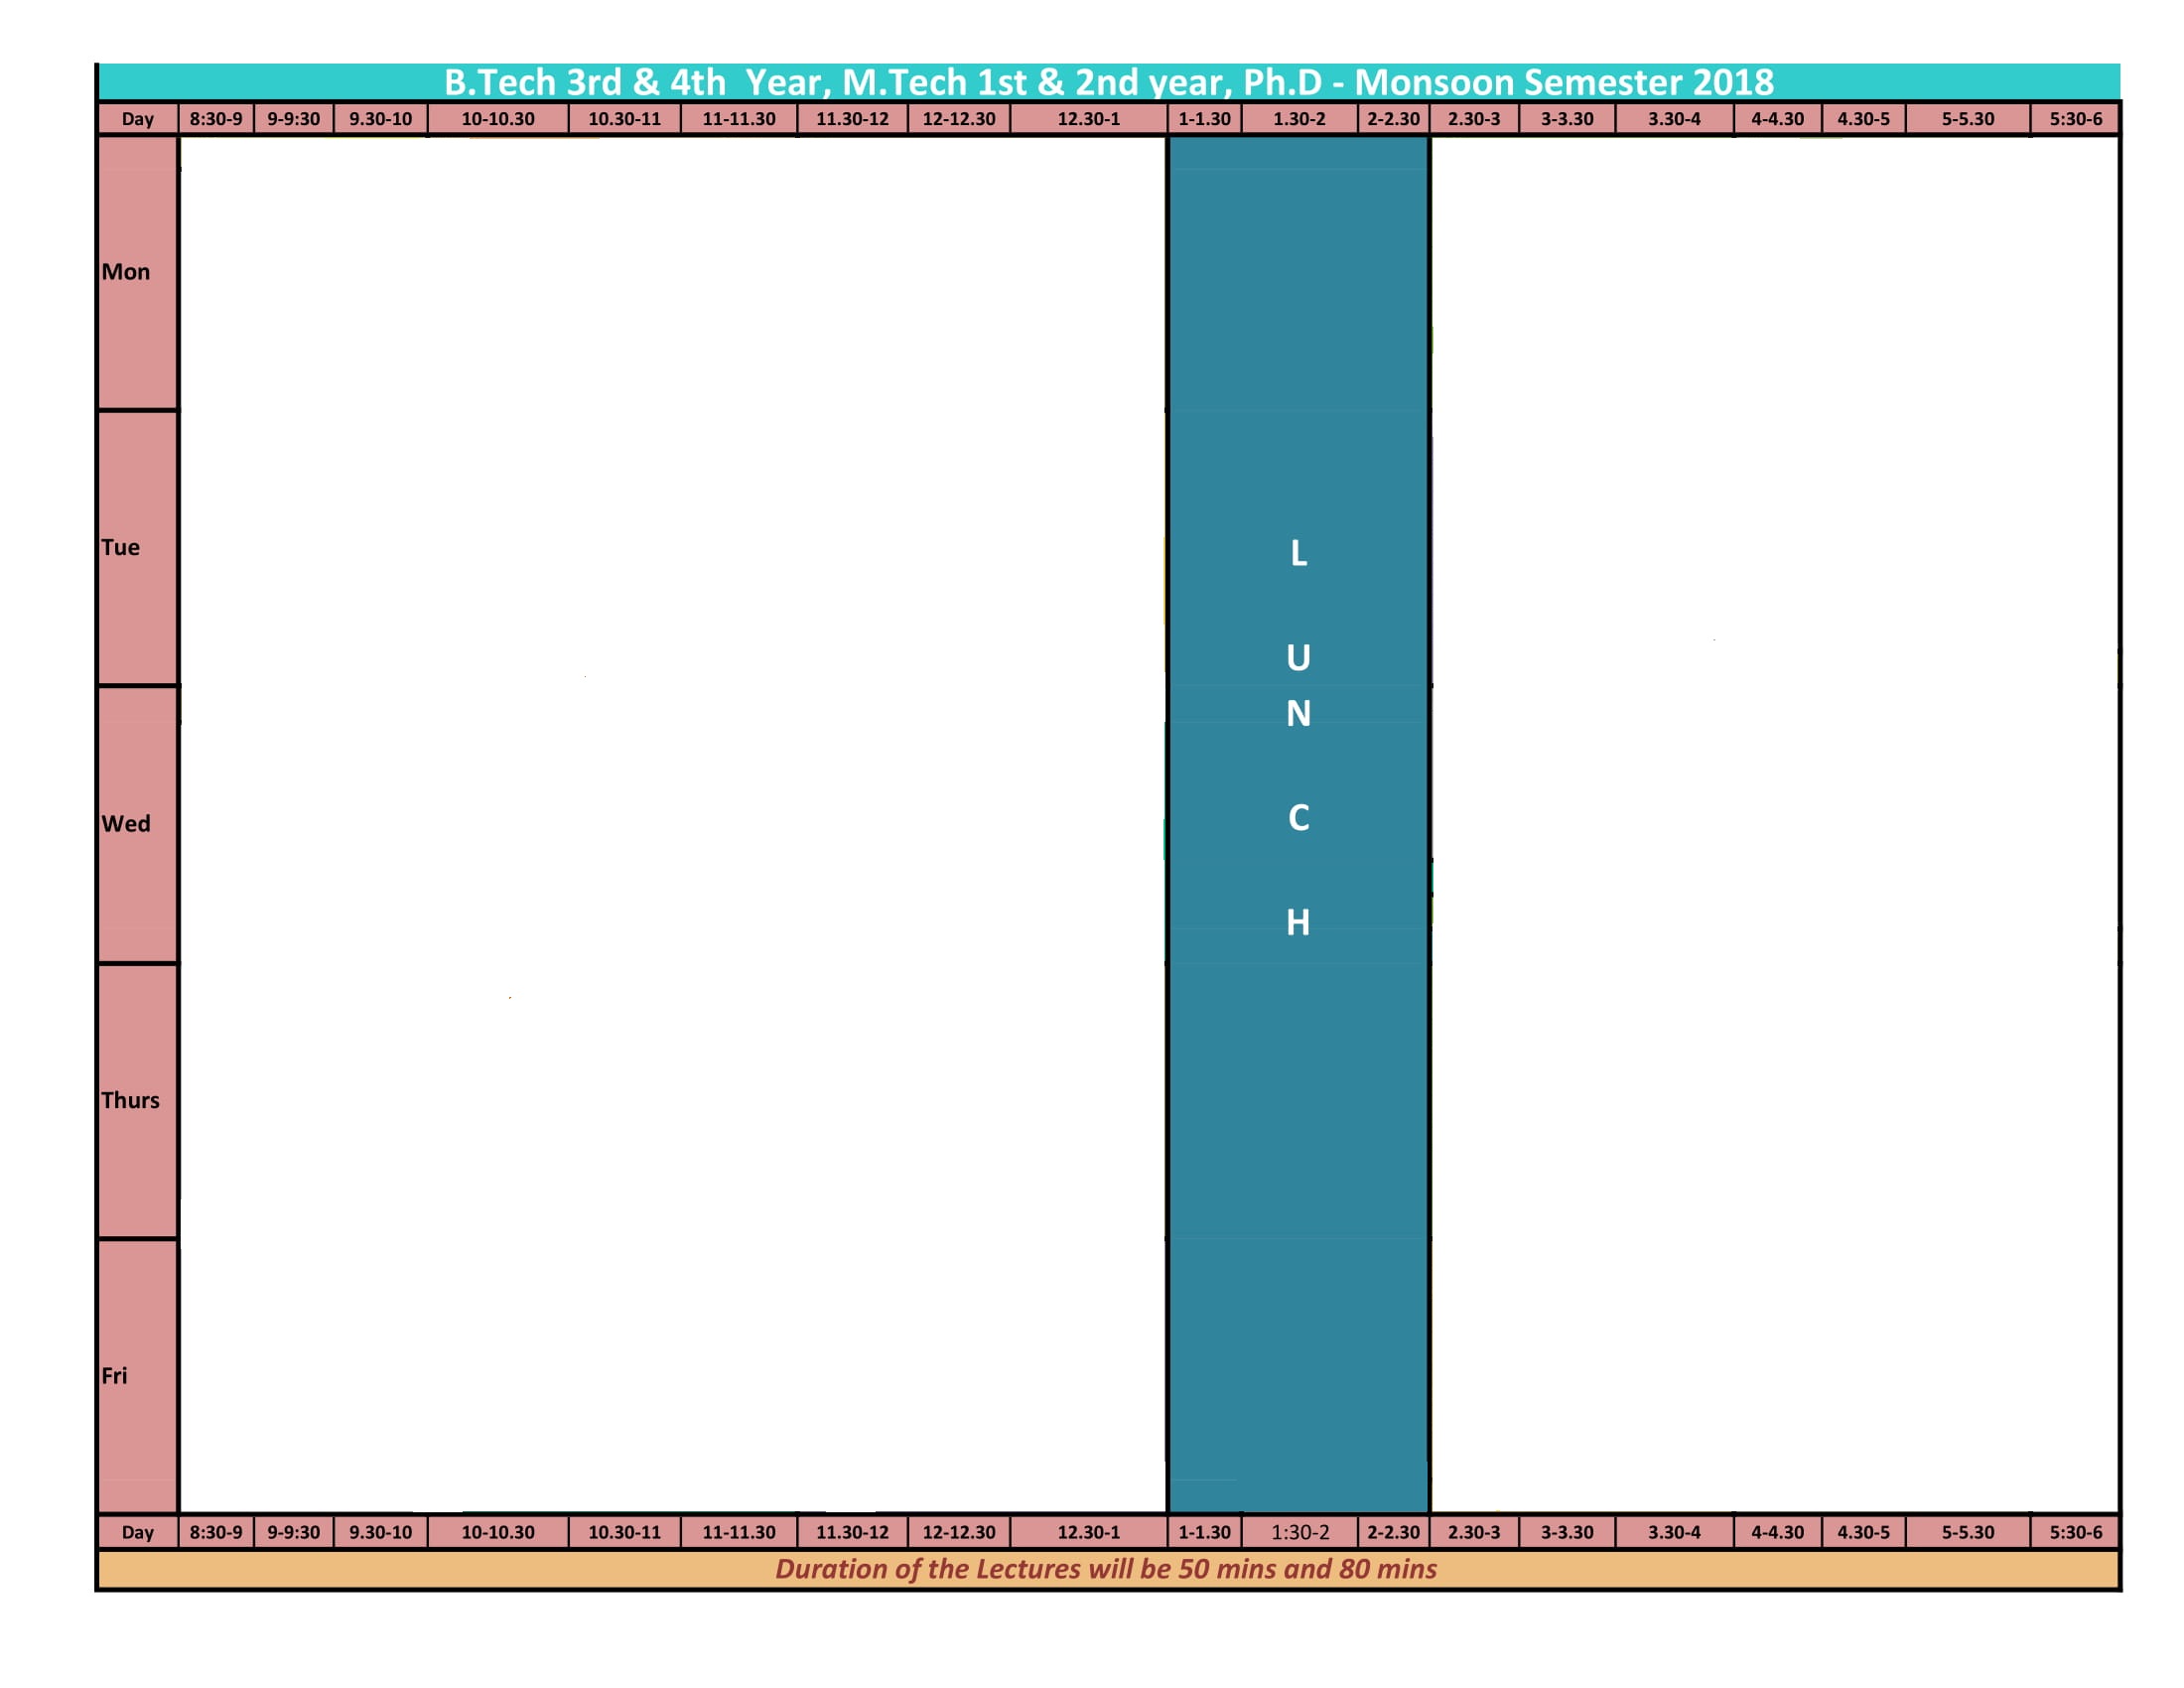 B.Tech 3rd & 4th  Year, M.Tech 1st & 2nd year, Ph.D - Monsoon Semester 2018
Day 8:30-9 9-9:30 9.30-10 10-10.30 10.30-11 11-11.30 11.30-12 12-12.30 12.30-1 1-1.30 1.30-2 2-2.30 2.30-3 3-3.30 3.30-4 4-4.30 4.30-5 5-5.30 5:30-6
Mon
Tue
L
U
N
Wed
C
H
Thurs
Fri
Day 8:30-9 9-9:30 9.30-10 10-10.30 10.30-11 11-11.30 11.30-12 12-12.30 12.30-1 1-1.30 1:30-2 2-2.30 2.30-3 3-3.30 3.30-4 4-4.30 4.30-5 5-5.30 5:30-6
Duration of the Lectures will be 50 mins and 80 mins